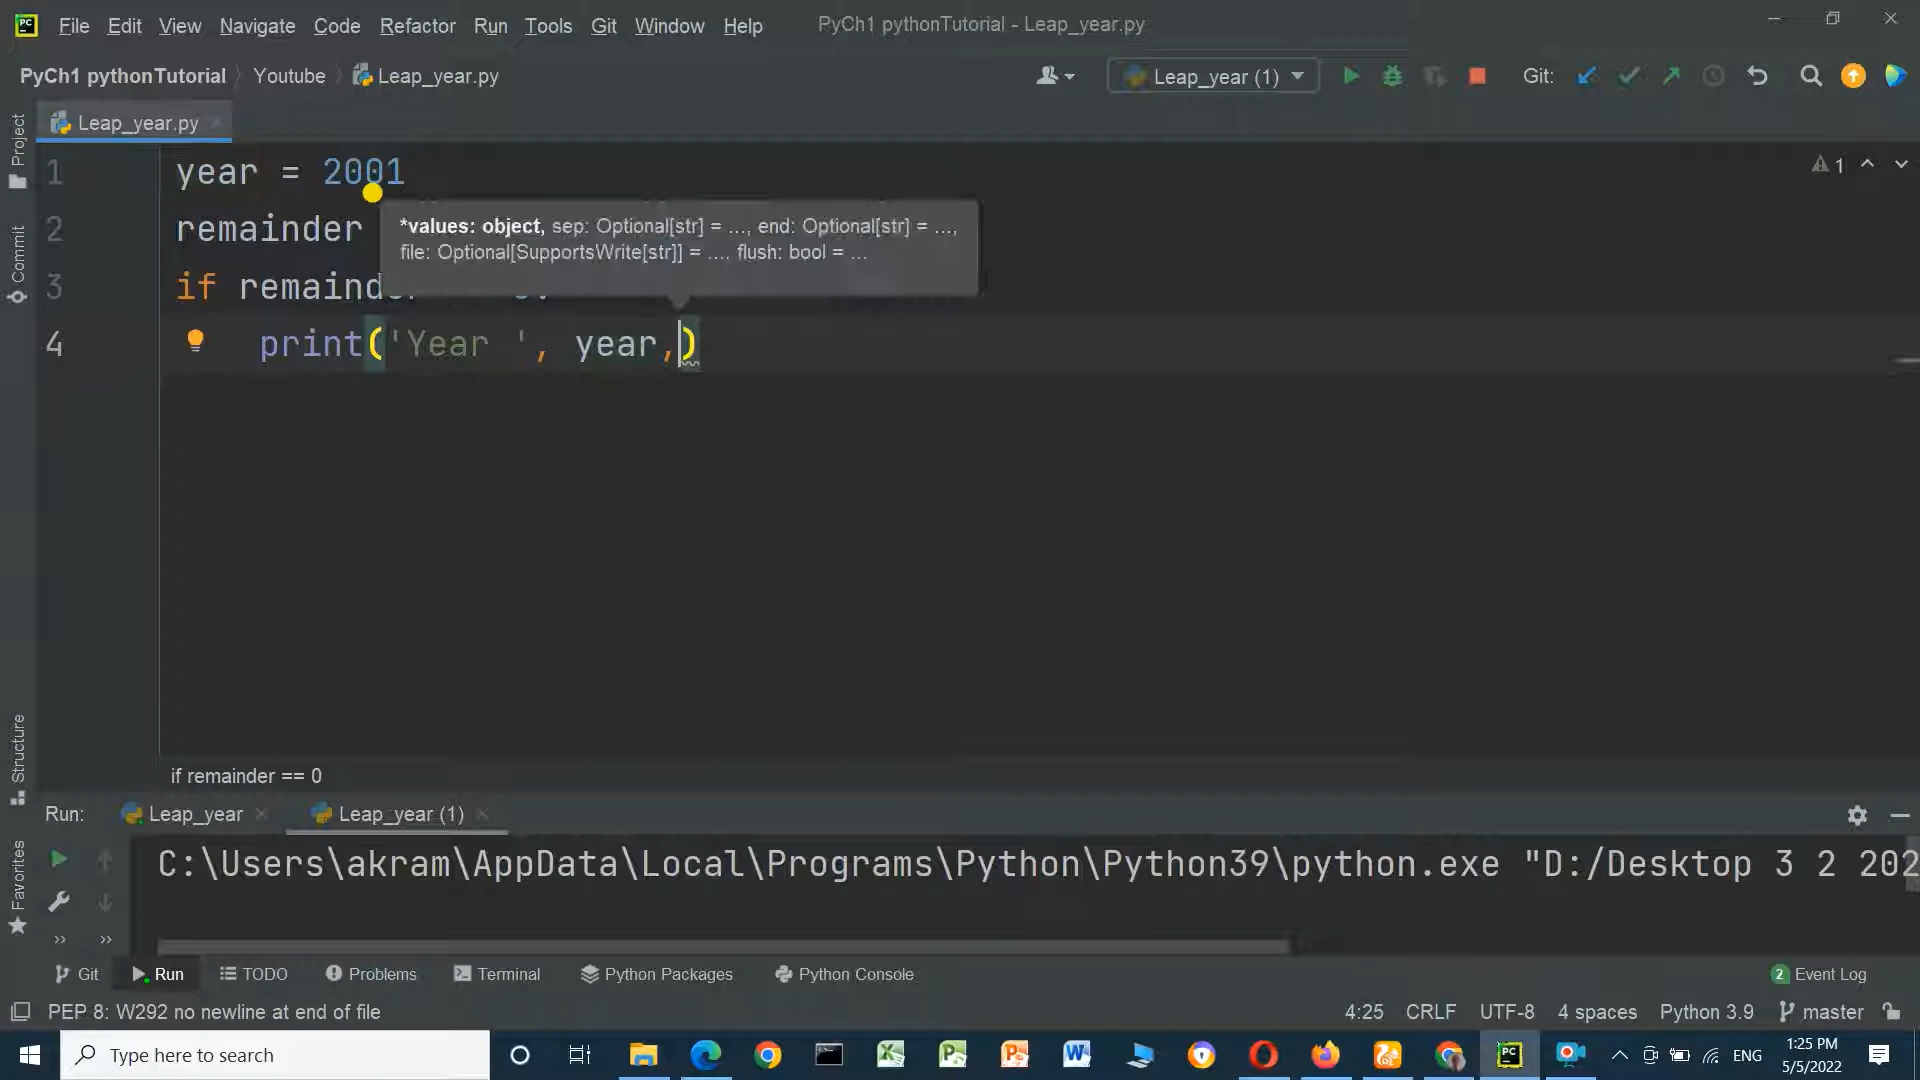 File Edit View Navigate Code Refactor Run Tools Git Window Help PyCh1 pythonTutorial - Leap_year.py
PyCh1 pythonTutorial Youtube Leap_year.py Leap_year (1) Git:
Leap_year.py
Project
Commit
Structure
Favorites
1 year = 2001
1
*values: object, sep: Optional[str] = ..., end: Optional[str] = ...,
file: Optional[SupportsWrite[str]] = ..., flush: bool = ...
2 remainder
3 if remainde
4 print('Year ', year,)
if remainder == 0
Run: Leap_year Leap_year (1)
C:\Users\akram\AppData\Local\Programs\Python\Python39\python.exe "D:/Desktop 3 2 202
Git Run TODO Problems Terminal Python Packages Python Console 2 Event Log
PEP 8: W292 no newline at end of file 4:25 CRLF UTF-8 4 spaces Python 3.9 master
Type here to search ENG 1:25 PM
5/5/2022